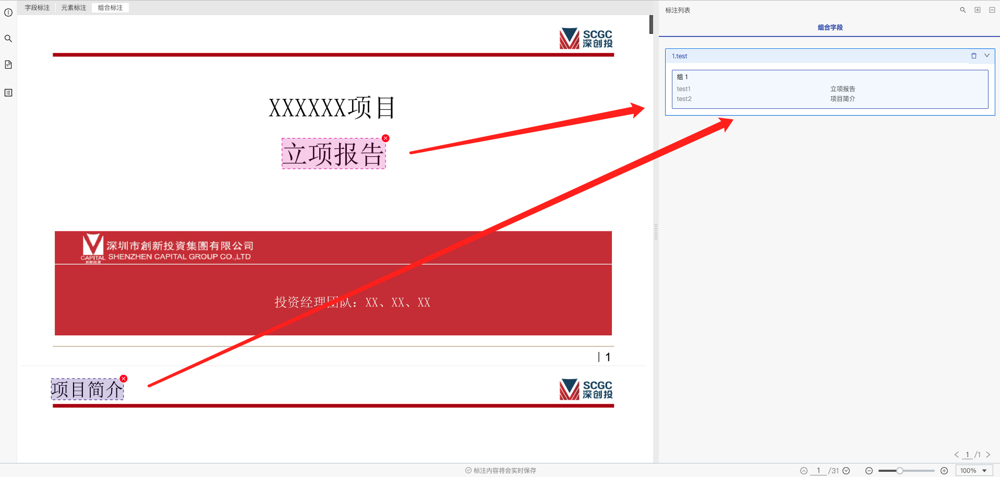 字段标注 元素标注 组合标注
SCGC
深创投
XXXXXX项目
立项报告
深圳市創新投資集團有限公司
CAPITAL SHENZHEN CAPITAL GROUP CO.,LTD
創新投資
投资经理团队：XX、XX、XX
1
项目简介
SCGC
深创投
标注列表
组合字段
1.test
组 1
test1 立项报告
test2 项目简介
1 /1
标注内容将会实时保存
1 /31 100%